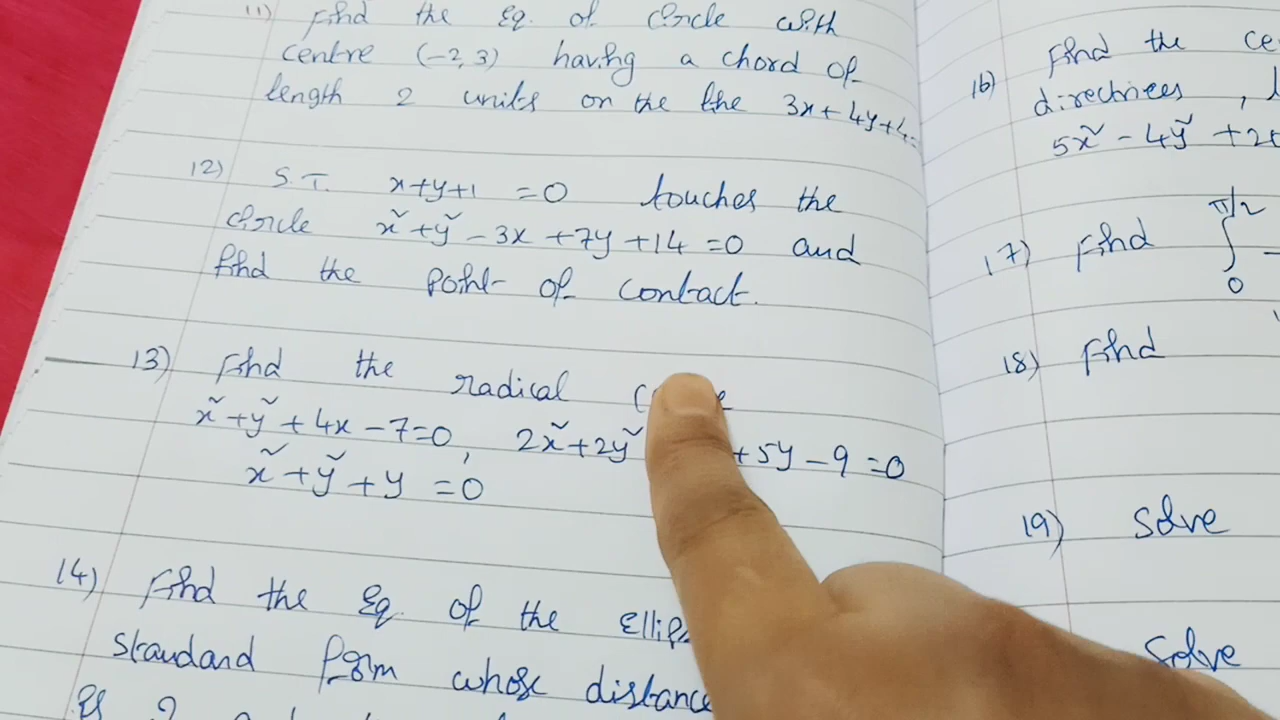 11) Find the Eq. of circle with
centre (-2, 3) having a chord of
length 2 units on the line 3x + 4y + 4 =
12) S.T. x+y+1 = 0 touches the
circle x² + y² - 3x + 7y + 14 = 0 and
find the point of contact.
13) Find the radical
x² + y² + 4x - 7 = 0, 2x² + 2y² + 5y - 9 = 0
x² + y² + y = 0
14) Find the Eq. of the
standard form whose distance
2
16) Find the
directrices,
5x² - 4y² + 20
17) Find ∫ π/2 0
18) Find
19) Solve
Solve